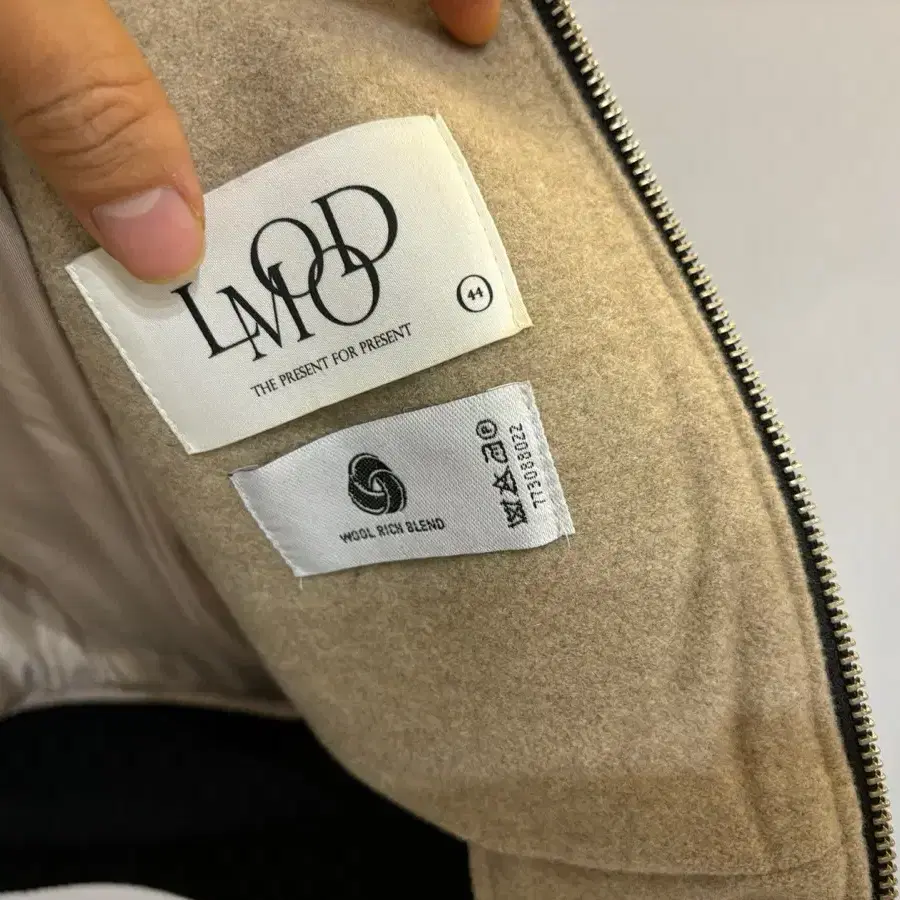 LMOOD
44
THE PRESENT FOR PRESENT
WOOL RICH BLEND
P
773088022